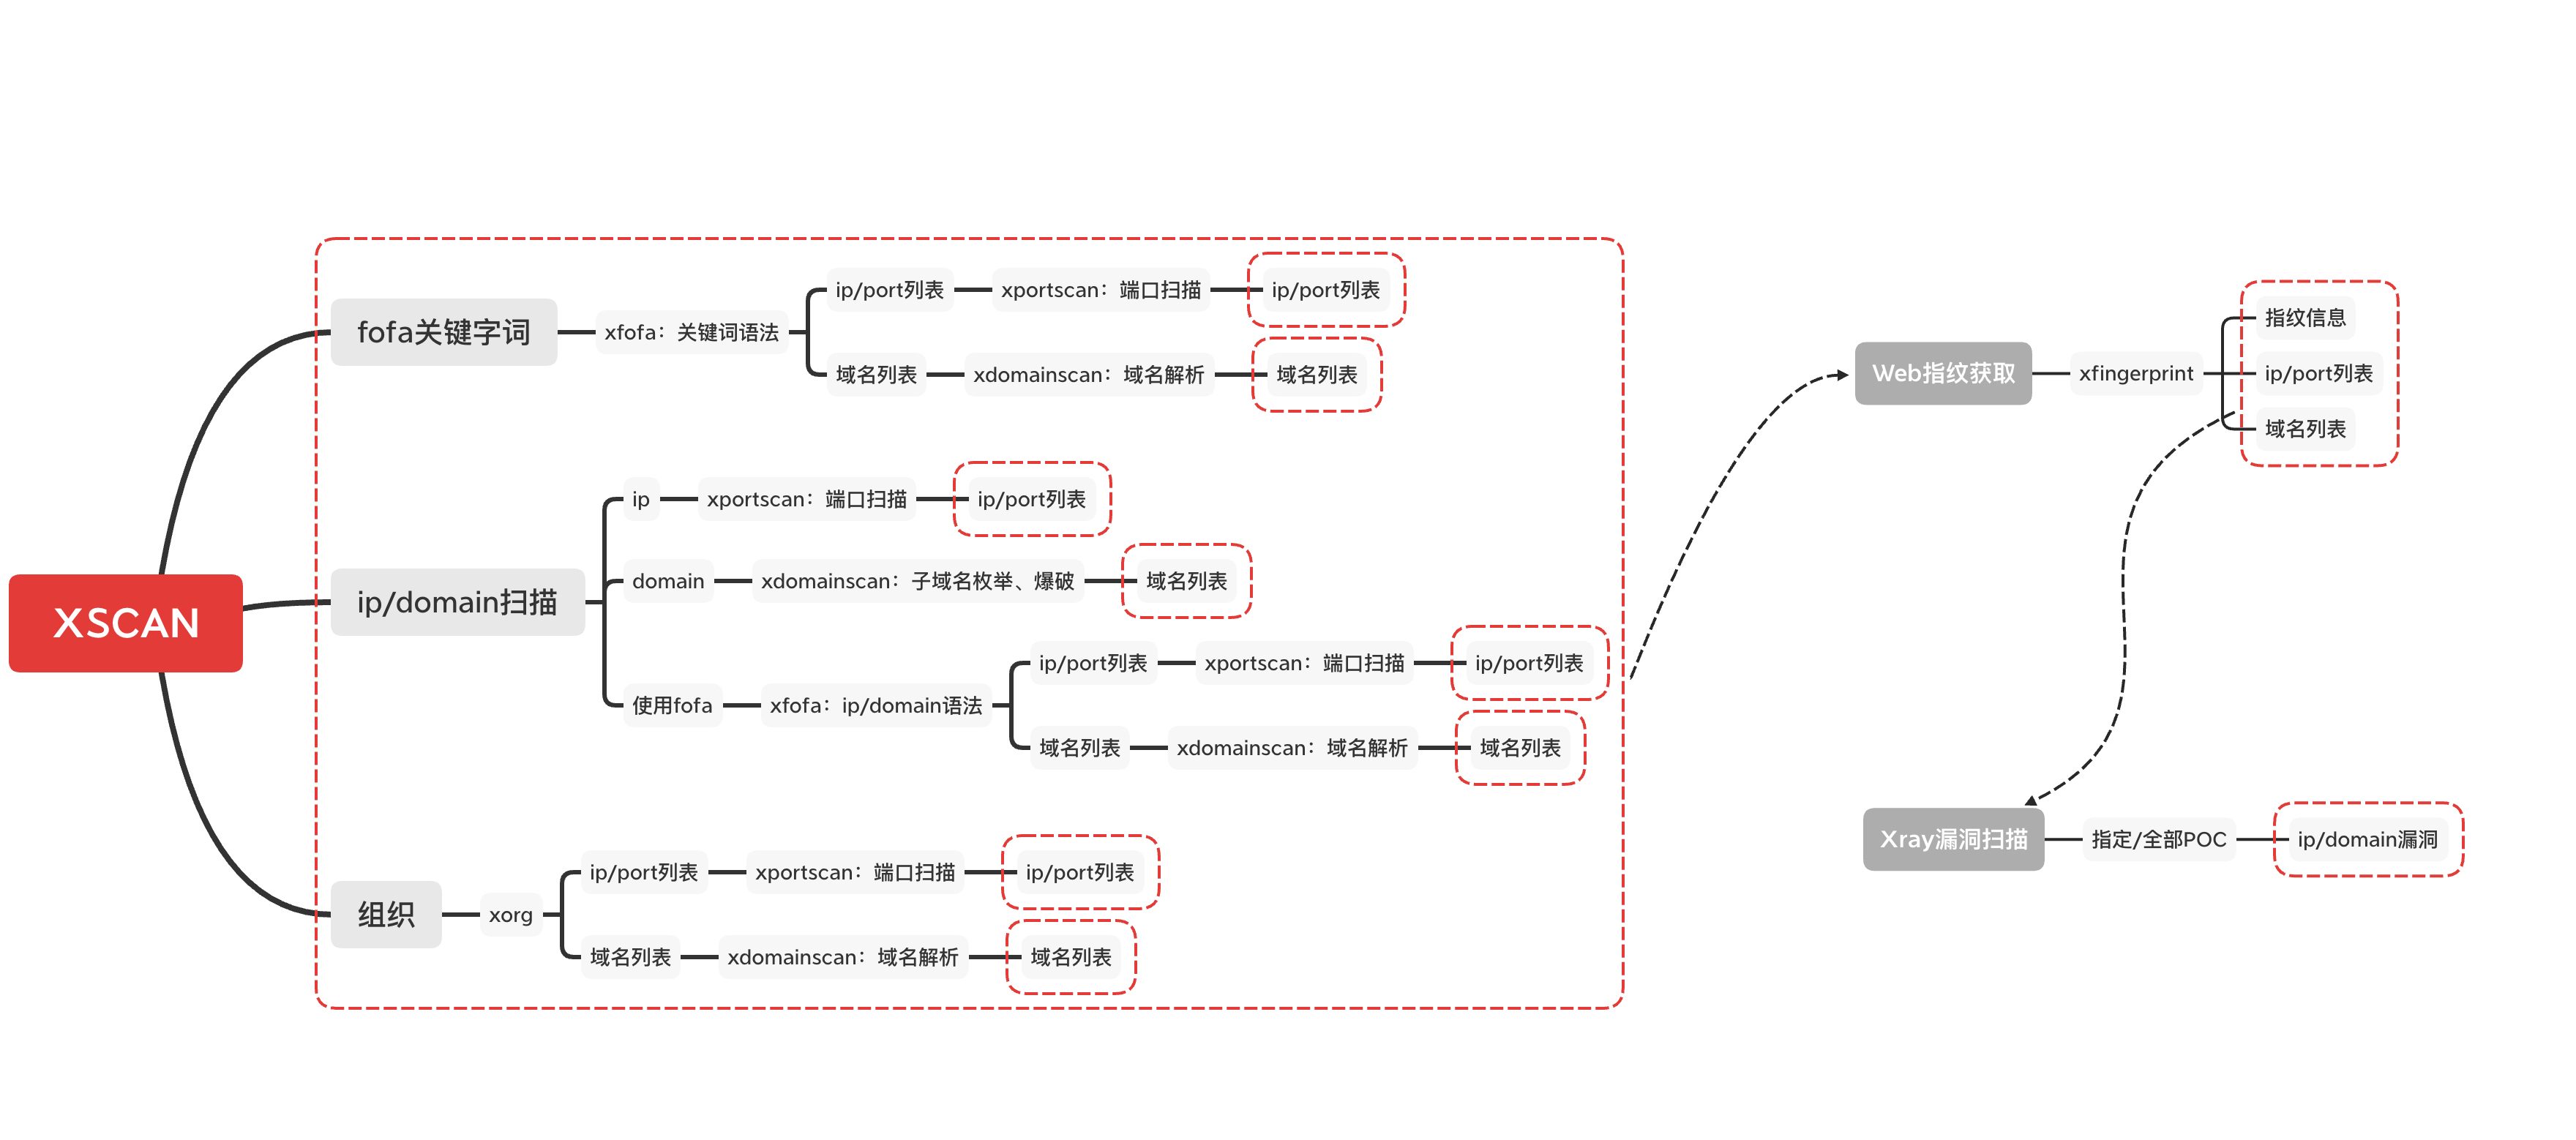 XSCAN
fofa关键字词
xfofa：关键词语法
ip/port列表
xportscan：端口扫描
ip/port列表
域名列表
xdomainscan：域名解析
域名列表
ip/domain扫描
ip
xportscan：端口扫描
ip/port列表
domain
xdomainscan：子域名枚举、爆破
域名列表
使用fofa
xfofa：ip/domain语法
ip/port列表
xportscan：端口扫描
ip/port列表
域名列表
xdomainscan：域名解析
域名列表
组织
xorg
ip/port列表
xportscan：端口扫描
ip/port列表
域名列表
xdomainscan：域名解析
域名列表
Web指纹获取
xfingerprint
指纹信息
ip/port列表
域名列表
Xray漏洞扫描
指定/全部POC
ip/domain漏洞